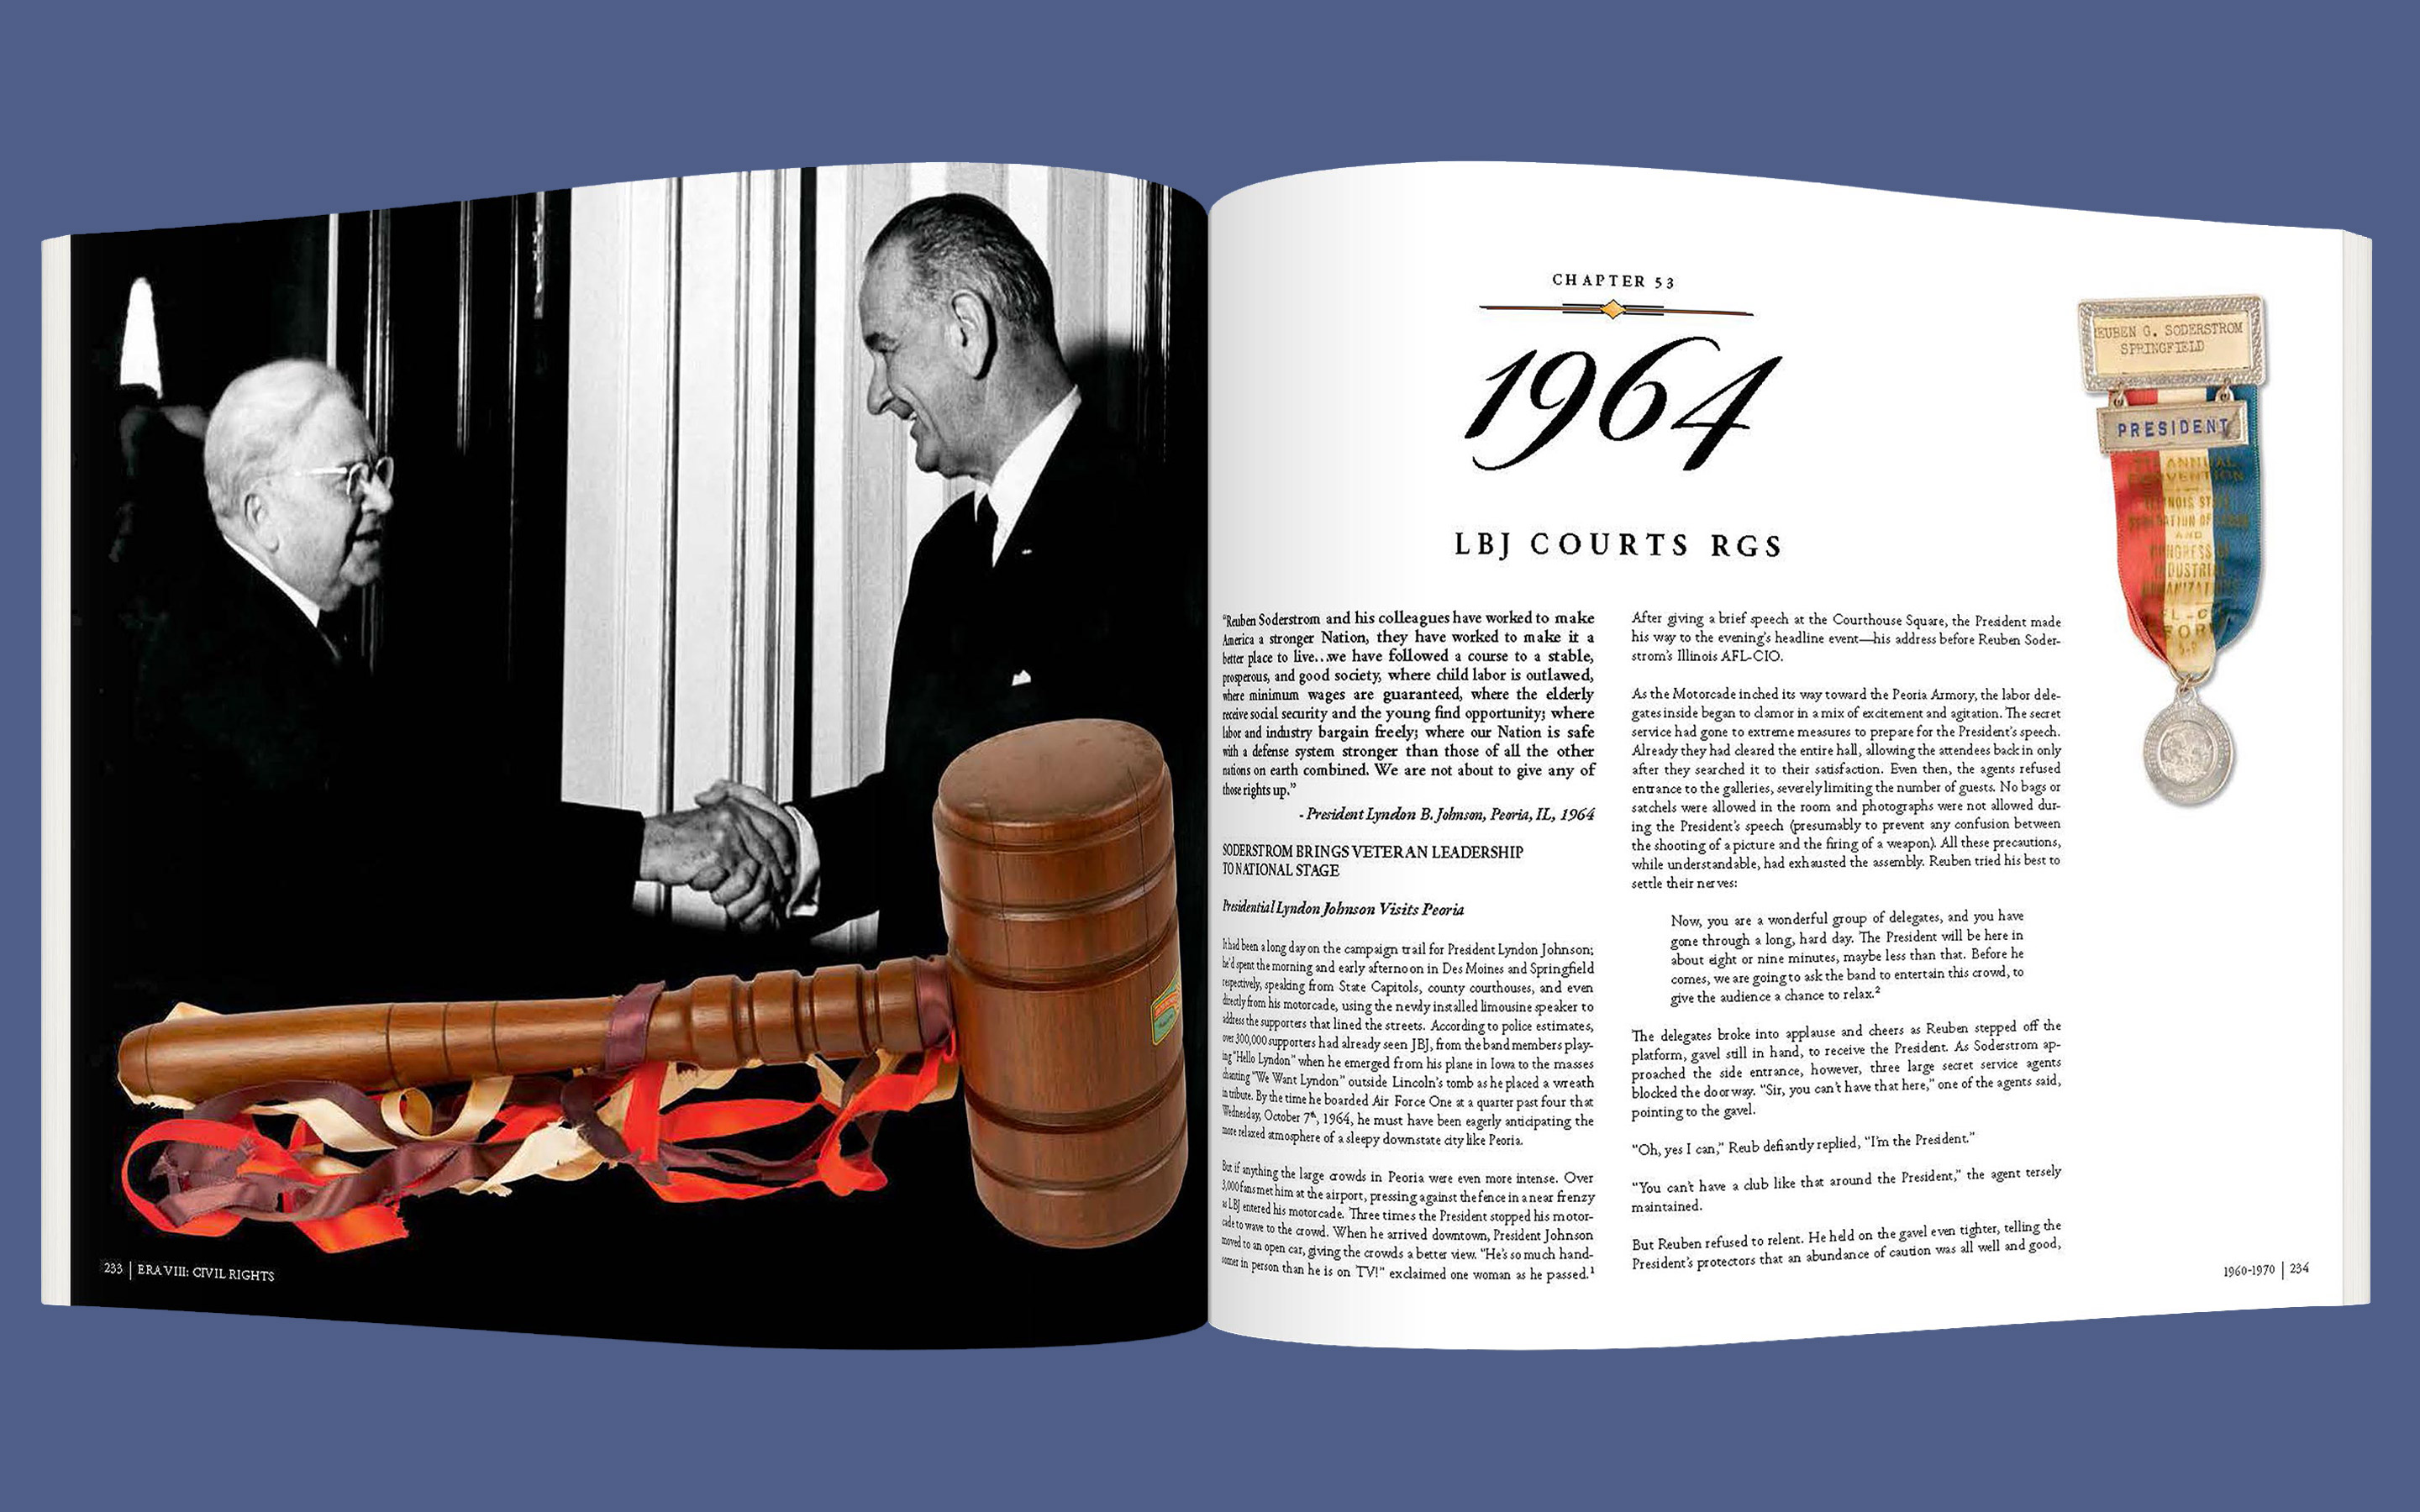 233 | ERA VIII: CIVIL RIGHTS
CHAPTER 53
1964
LBJ COURTS RGS
"Reuben Soderstrom and his colleagues have worked to make
America a stronger Nation, they have worked to make it a
better place to live...we have followed a course to a stable,
prosperous, and good society, where child labor is outlawed,
where minimum wages are guaranteed, where the elderly
receive social security and the young find opportunity; where
labor and industry bargain freely; where our Nation is safe
with a defense system stronger than those of all the other
nations on earth combined. We are not about to give any of
those rights up."
- President Lyndon B. Johnson, Peoria, IL, 1964
SODERSTROM BRINGS VETERAN LEADERSHIP
TO NATIONAL STAGE
Presidential Lyndon Johnson Visits Peoria
It had been a long day on the campaign trail for President Lyndon Johnson;
he'd spent the morning and early afternoon in Des Moines and Springfield
respectively, speaking from State Capitols, county courthouses, and even
directly from his motorcade, using the newly installed limousine speaker to
address the supporters that lined the streets. According to police estimates,
over 300,000 supporters had already seen JBJ, from the band members play-
ing "Hello Lyndon" when he emerged from his plane in Iowa to the masses
chanting "We Want Lyndon" outside Lincoln's tomb as he placed a wreath
in tribute. By the time he boarded Air Force One at a quarter past four that
Wednesday, October 7th, 1964, he must have been eagerly anticipating the
more relaxed atmosphere of a sleepy downstate city like Peoria.
But if anything the large crowds in Peoria were even more intense. Over
3,000 fans met him at the airport, pressing against the fence in a near frenzy
as LBJ entered his motorcade. Three times the President stopped his motor-
cade to wave to the crowd. When he arrived downtown, President Johnson
moved to an open car, giving the crowds a better view. "He's so much hand-
somer in person than he is on TV!" exclaimed one woman as he passed.¹
After giving a brief speech at the Courthouse Square, the President made
his way to the evening's headline event—his address before Reuben Soder-
strom's Illinois AFL-CIO.
As the Motorcade inched its way toward the Peoria Armory, the labor dele-
gates inside began to clamor in a mix of excitement and agitation. The secret
service had gone to extreme measures to prepare for the President's speech.
Already they had cleared the entire hall, allowing the attendees back in only
after they searched it to their satisfaction. Even then, the agents refused
entrance to the galleries, severely limiting the number of guests. No bags or
satchels were allowed in the room and photographs were not allowed dur-
ing the President's speech (presumably to prevent any confusion between
the shooting of a picture and the firing of a weapon). All these precautions,
while understandable, had exhausted the assembly. Reuben tried his best to
settle their nerves:
Now, you are a wonderful group of delegates, and you have
gone through a long, hard day. The President will be here in
about eight or nine minutes, maybe less than that. Before he
comes, we are going to ask the band to entertain this crowd, to
give the audience a chance to relax.²
The delegates broke into applause and cheers as Reuben stepped off the
platform, gavel still in hand, to receive the President. As Soderstrom ap-
proached the side entrance, however, three large secret service agents
blocked the doorway. "Sir, you can't have that here," one of the agents said,
pointing to the gavel.
"Oh, yes I can," Reub defiantly replied, "I'm the President."
"You can't have a club like that around the President," the agent tersely
maintained.
But Reuben refused to relent. He held on the gavel even tighter, telling the
President's protectors that an abundance of caution was all well and good,
EUBEN G. SODERSTROM
SPRINGFIELD
PRESIDENT
AND
1960-1970 | 234